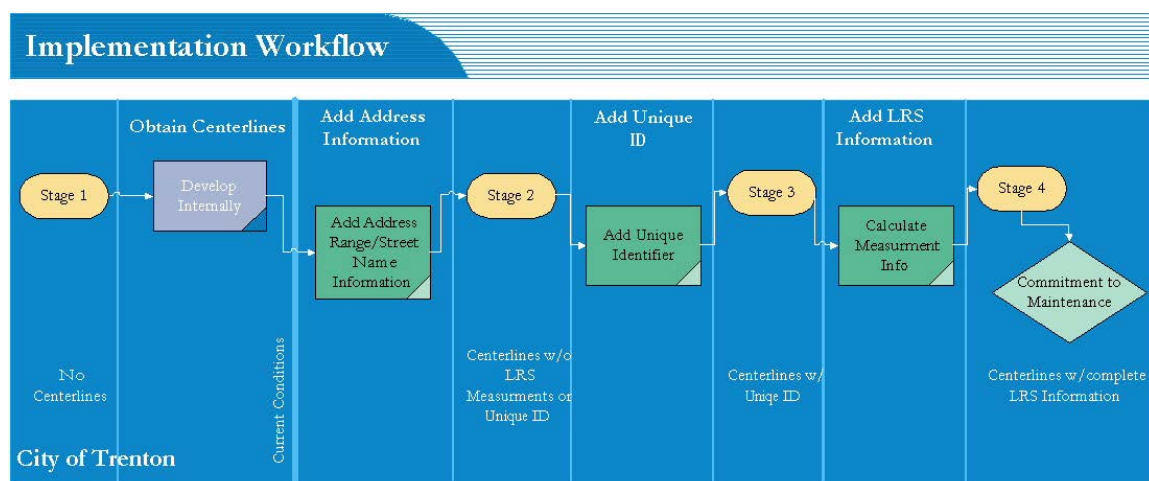 Implementation Workflow
Obtain Centerlines
Add Address
Information
Add Unique
ID
Add LRS
Information
Stage 1
Develop
Internally
Add Address
Range/Street
Name
Information
Stage 2
Add Unique
Identifier
Stage 3
Calculate
Measurment
Info
Stage 4
Commitment to
Maintenance
No
Centerlines
Current Conditions
Centerlines w/o
LRS
Measurments or
Unique ID
Centerlines w/
Uniqe ID
Centerlines w/complete
LRS Information
City of Trenton